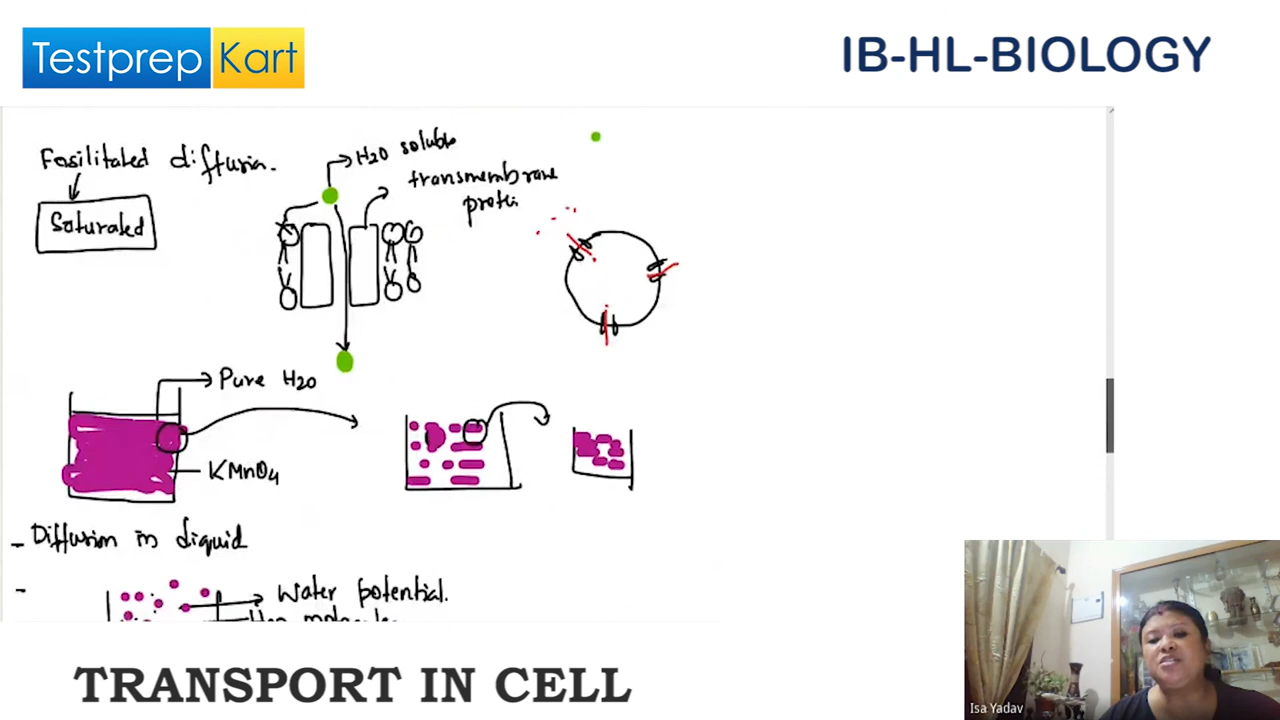 Testprep Kart
IB-HL-BIOLOGY
Fasilitated diffusion.
Saturated
H2O soluble
transmembrane
protei
Pure H2O
KMnO4
- Diffusion in liquid
- Water potential.
TRANSPORT IN CELL
Isa Yadav